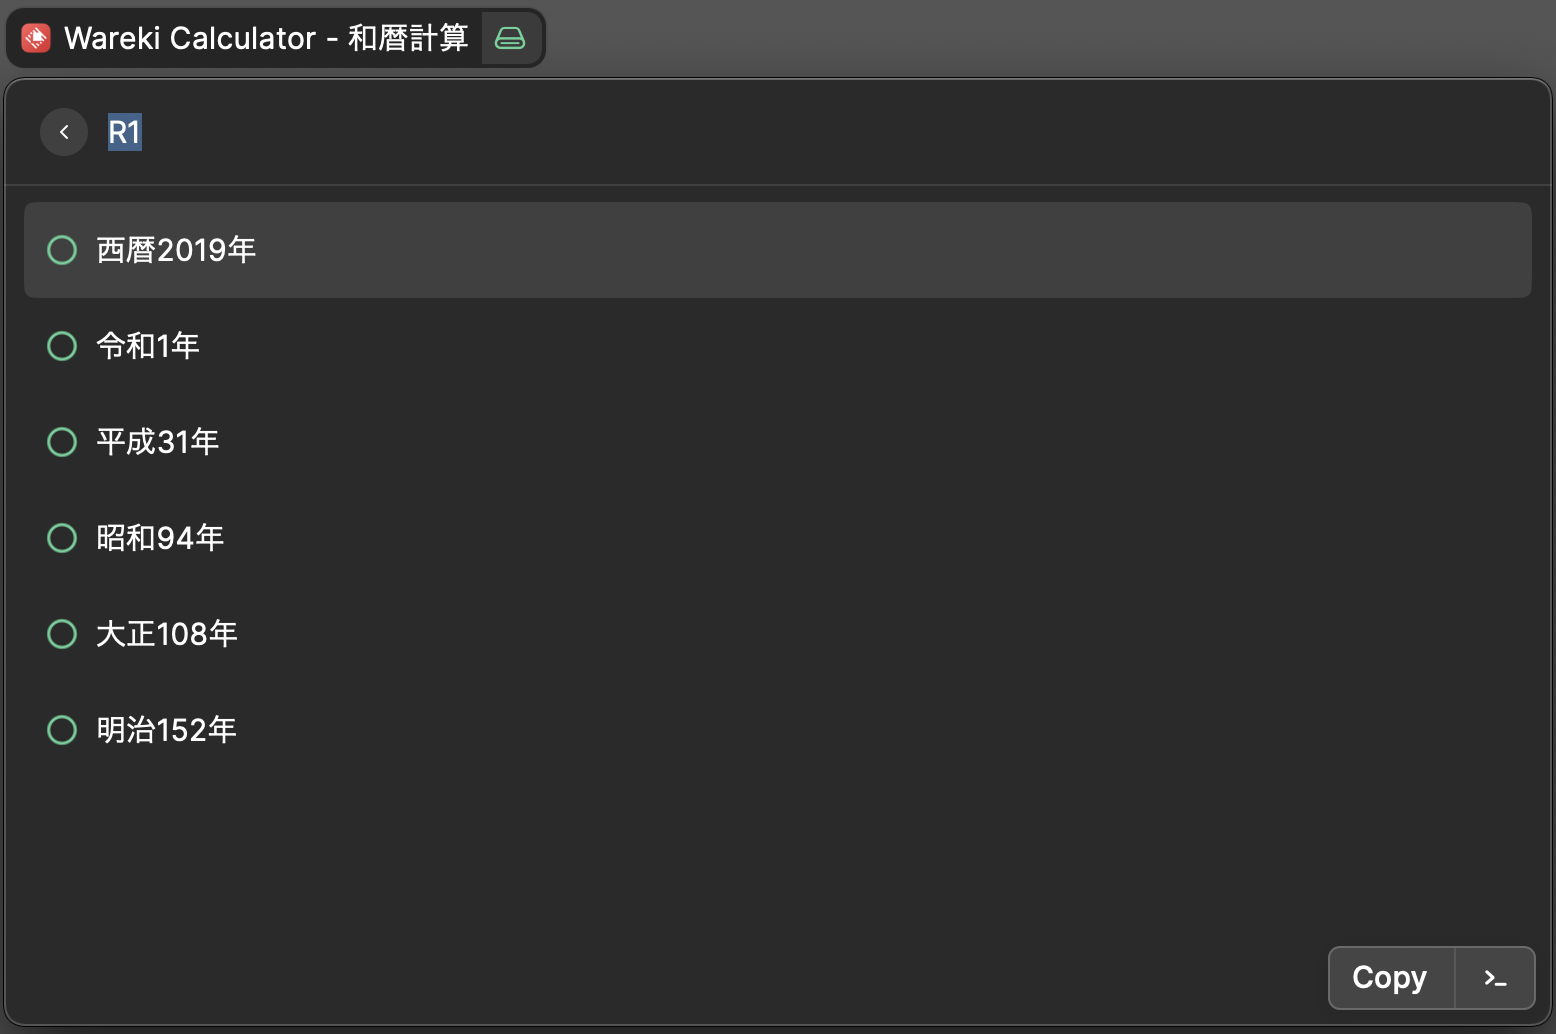 Wareki Calculator - 和暦計算
R1
西暦2019年
令和1年
平成31年
昭和94年
大正108年
明治152年
Copy